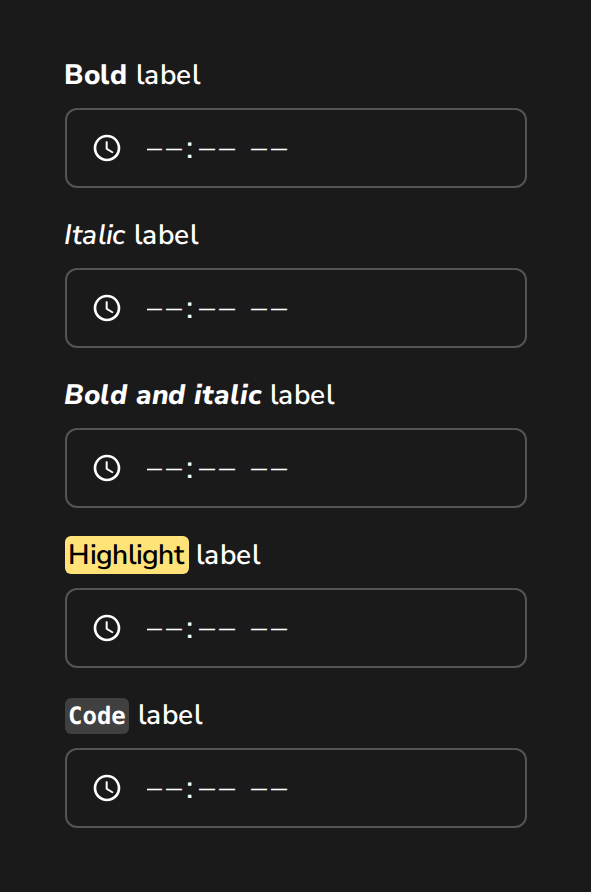 Bold label
––:–– ––
Italic label
––:–– ––
Bold and italic label
––:–– ––
Highlight label
––:–– ––
Code label
––:–– ––